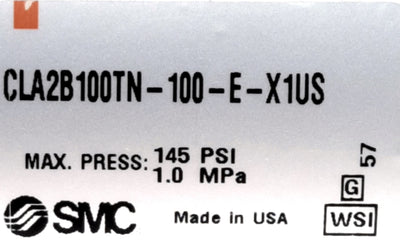 CLA2B100TN-100-E-X1US
MAX. PRESS: 145 PSI
1.0 MPa
57
G
SMC
Made in USA
WSI